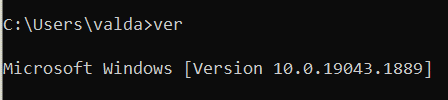 C:\Users\valda>ver
Microsoft Windows [Version 10.0.19043.1889]